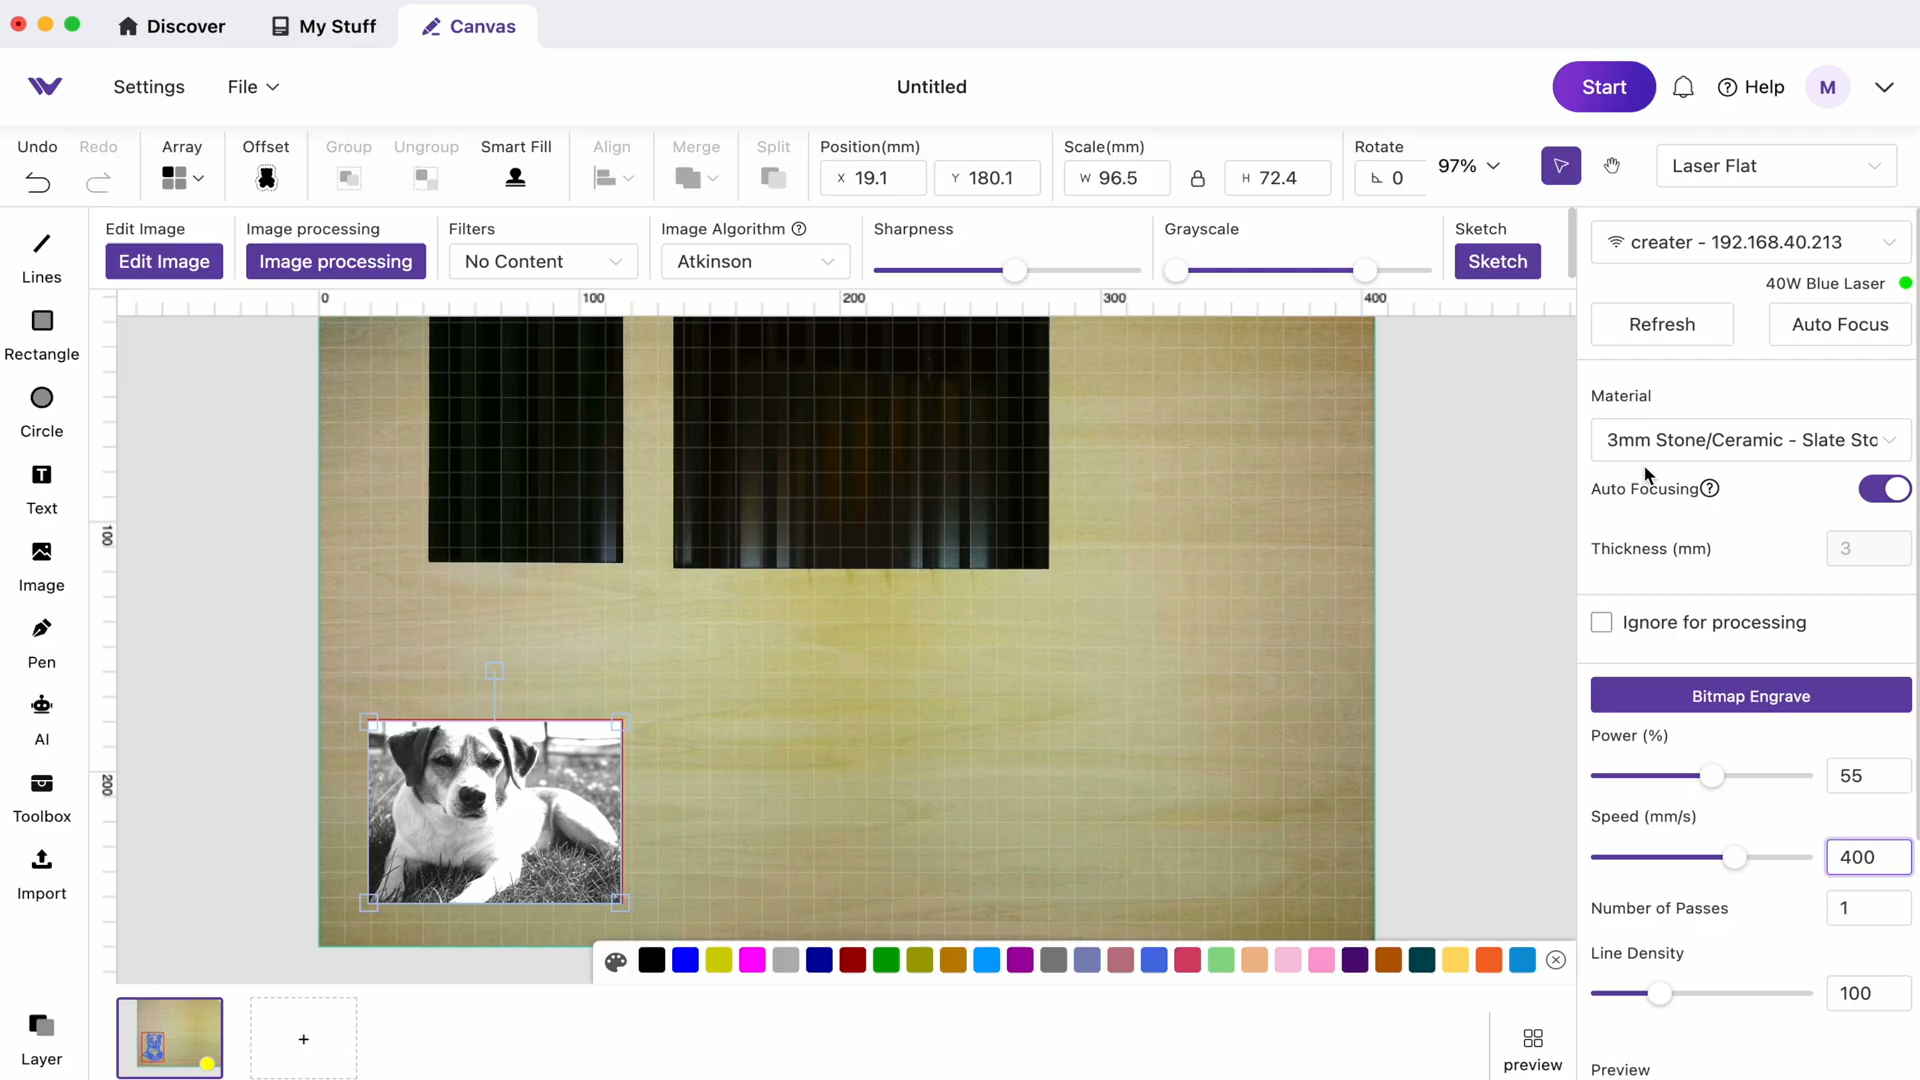 Discover
My Stuff
Canvas
Settings
File
Untitled
Start
Help
M
Undo
Redo
Array
Offset
Group
Ungroup
Smart Fill
Align
Merge
Split
Position(mm)
X 19.1
Y 180.1
Scale(mm)
W 96.5
H 72.4
Rotate
0
97%
Laser Flat
Edit Image
Edit Image
Image processing
Image processing
Filters
No Content
Image Algorithm ?
Atkinson
Sharpness
Grayscale
Sketch
Sketch
0
100
200
300
400
100
200
Lines
Rectangle
Circle
T
Text
Image
Pen
AI
Toolbox
Import
Layer
+
preview
creater - 192.168.40.213
40W Blue Laser
Refresh
Auto Focus
Material
3mm Stone/Ceramic - Slate Sto
Auto Focusing ?
Thickness (mm)
3
Ignore for processing
Bitmap Engrave
Power (%)
55
Speed (mm/s)
400
Number of Passes
1
Line Density
100
Preview